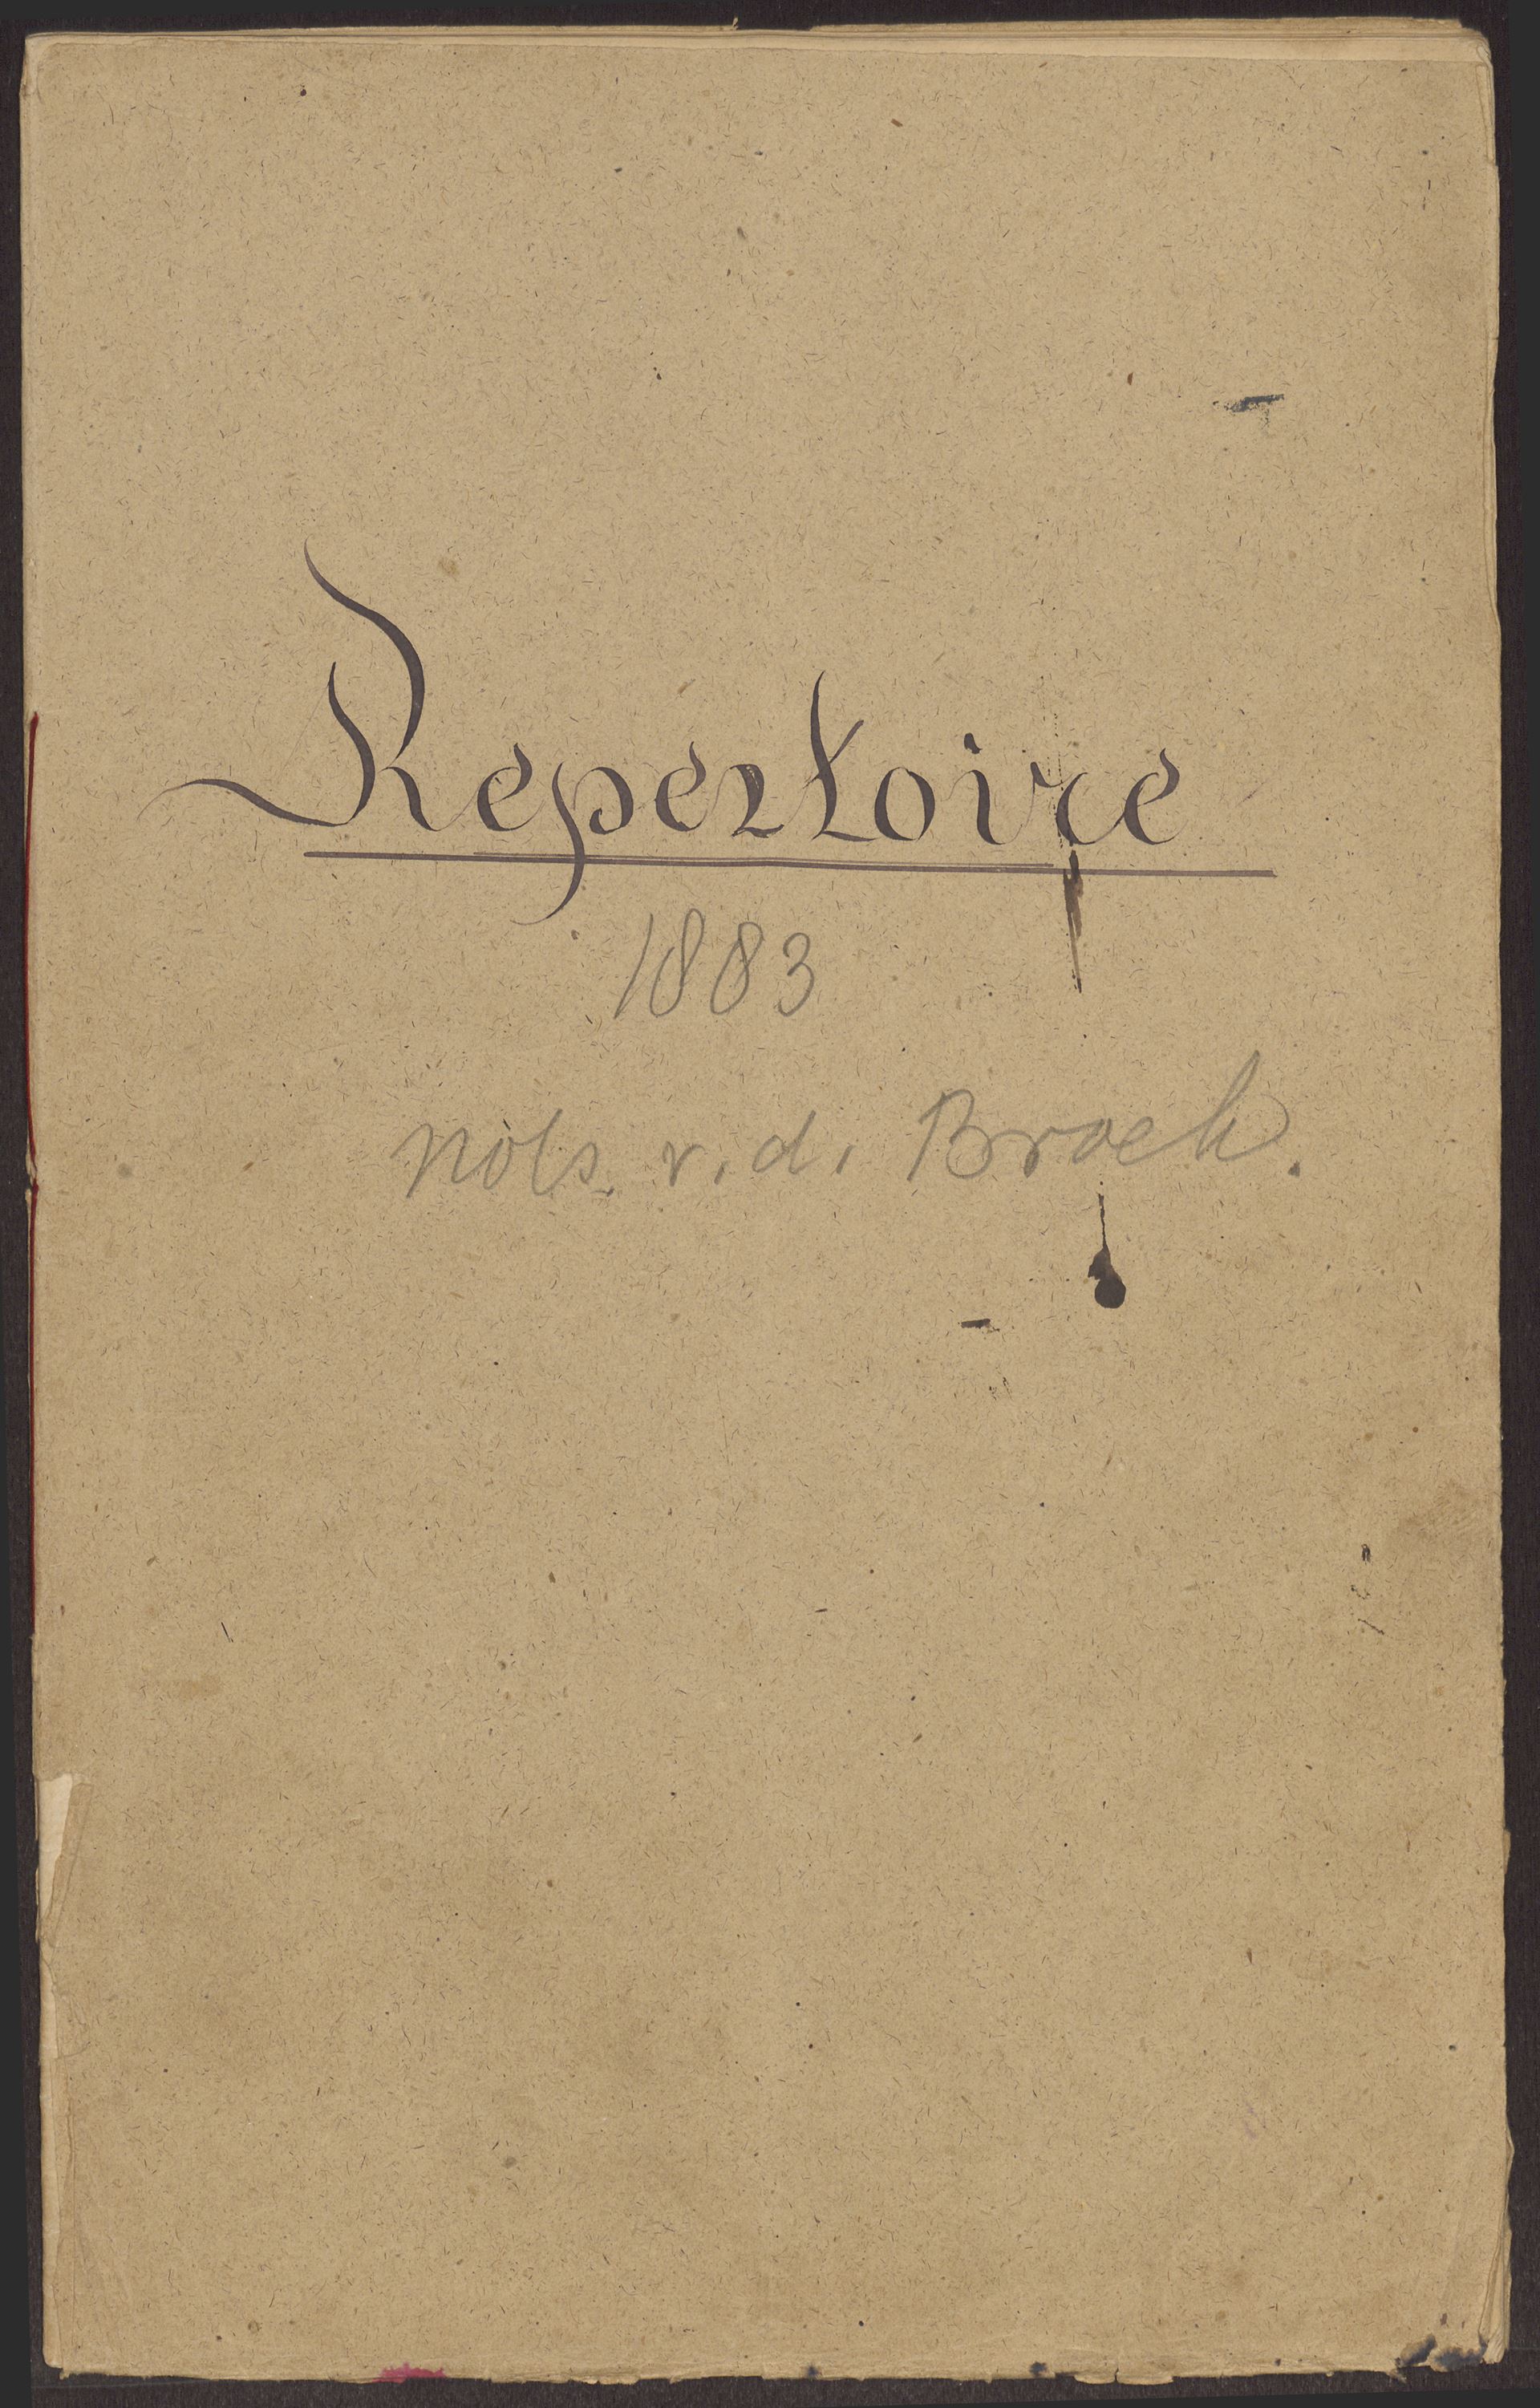 Repertoire
1883
nots. v. d. Broek.